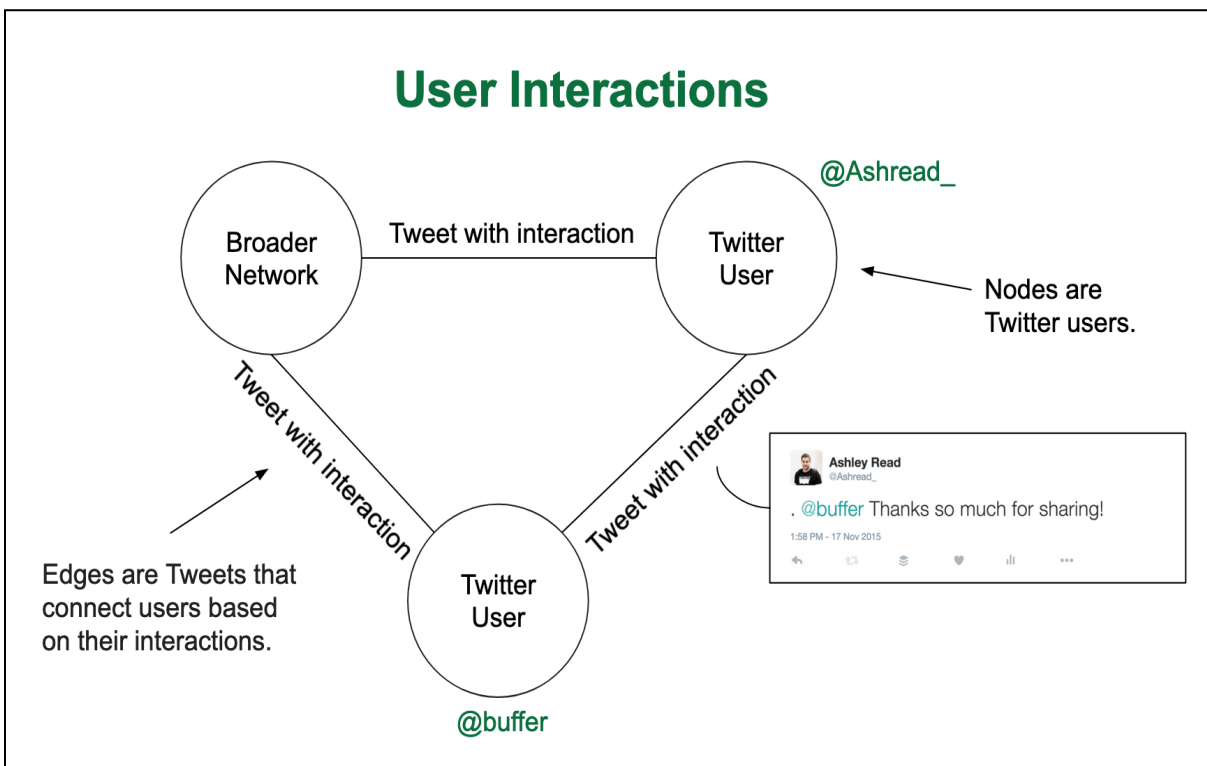 User Interactions
@Ashread_
Broader
Network
Tweet with interaction
Twitter
User
Nodes are
Twitter users.
Tweet with interaction
Tweet with interaction
Ashley Read
@Ashread_
. @buffer Thanks so much for sharing!
1:58 PM - 17 Nov 2015
Edges are Tweets that
connect users based
on their interactions.
Twitter
User
@buffer